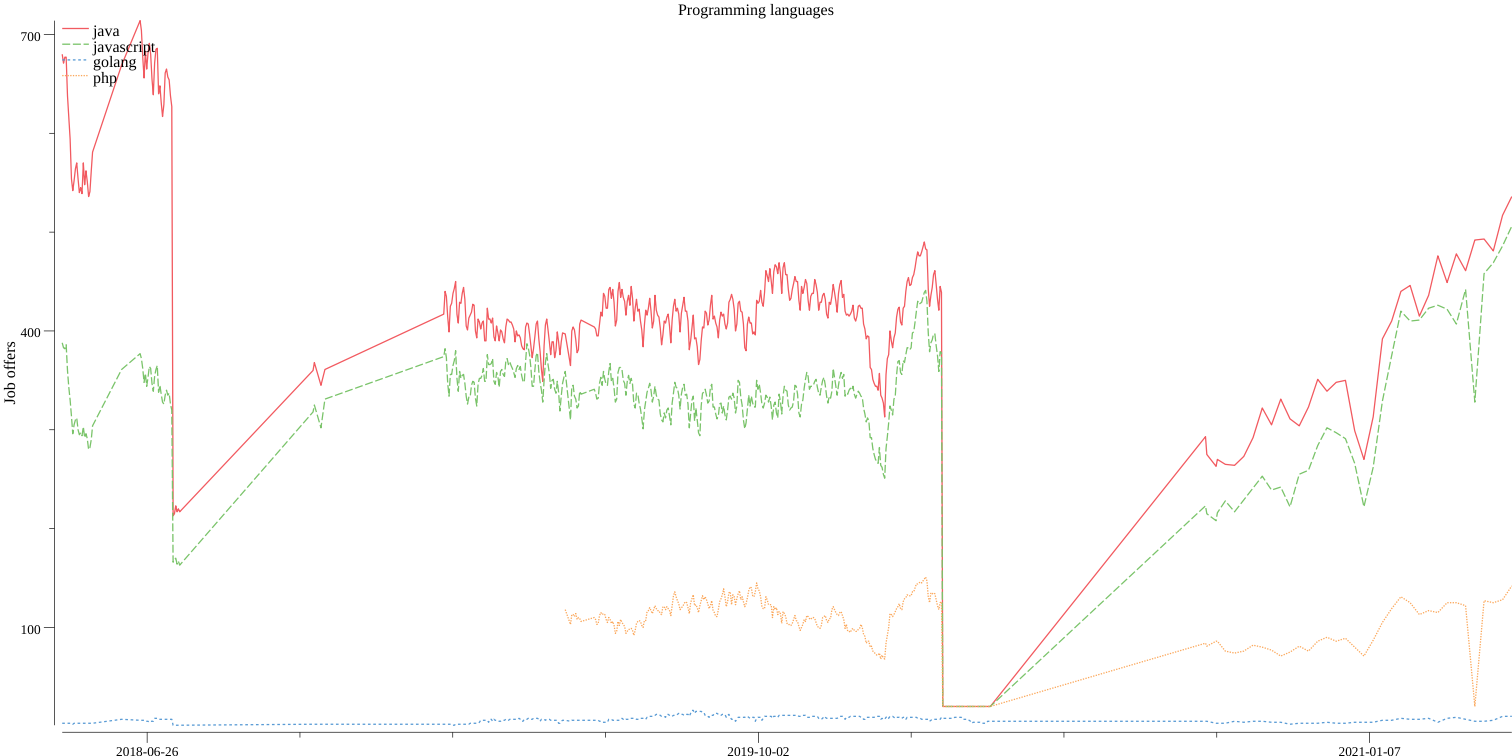 Programming languages
700
java
javascript
golang
php
400
Job offers
100
2018-06-26
2019-10-02
2021-01-07